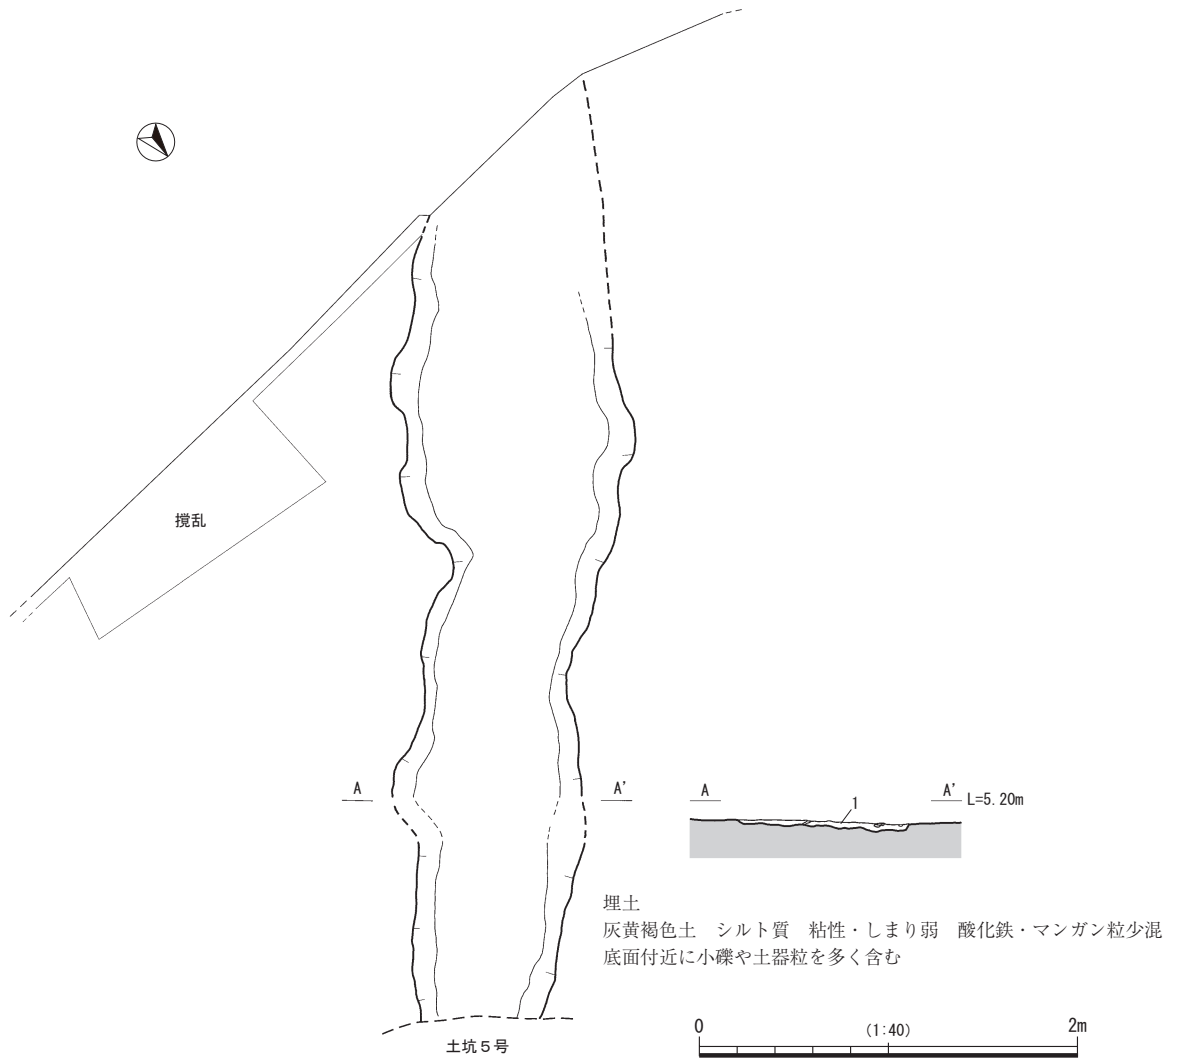 撹乱
A A'
A A' L=5.20m
1
埋土
灰黄褐色土　シルト質　粘性・しまり弱　酸化鉄・マンガン粒少混
底面付近に小礫や土器粒を多く含む
0 (1:40) 2m
土坑５号